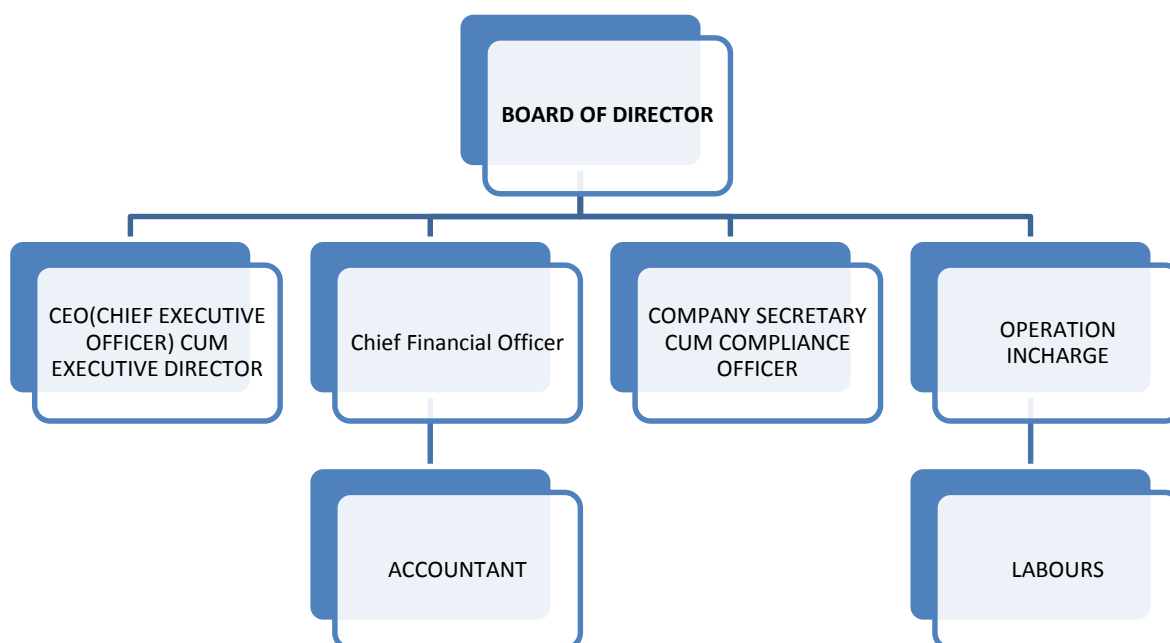 BOARD OF DIRECTOR
CEO(CHIEF EXECUTIVE
OFFICER) CUM
EXECUTIVE DIRECTOR
Chief Financial Officer
COMPANY SECRETARY
CUM COMPLIANCE
OFFICER
OPERATION
INCHARGE
ACCOUNTANT
LABOURS